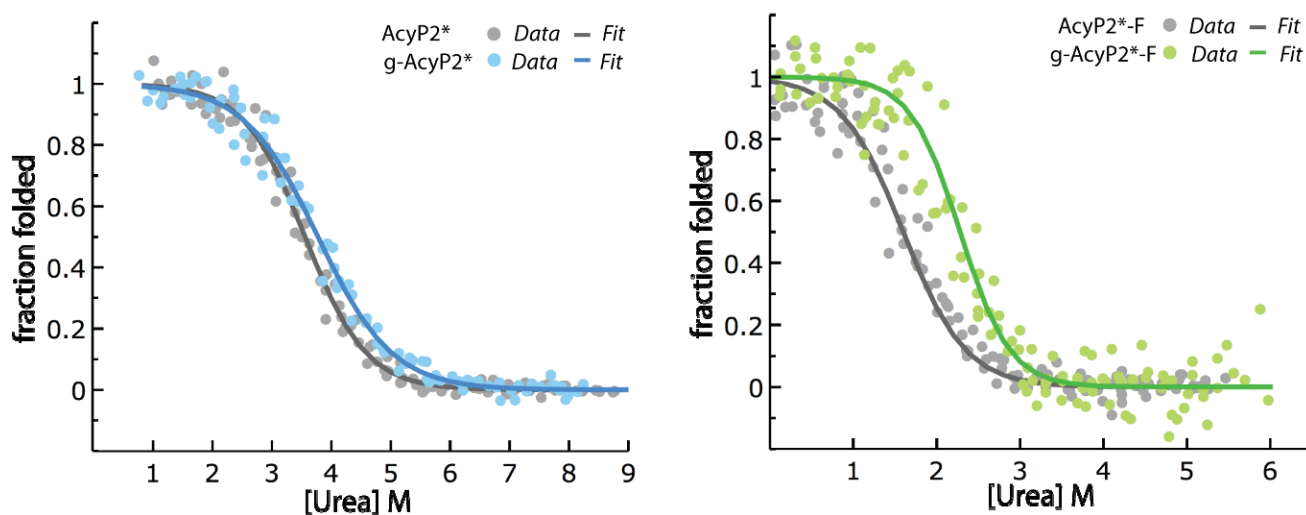 AcyP2* Data Fit
g-AcyP2* Data Fit
1
0.8
0.6
0.4
0.2
0
fraction folded
1 2 3 4 5 6 7 8 9
[Urea] M
AcyP2*-F Data Fit
g-AcyP2*-F Data Fit
1
0.8
0.6
0.4
0.2
0
fraction folded
1 2 3 4 5 6
[Urea] M